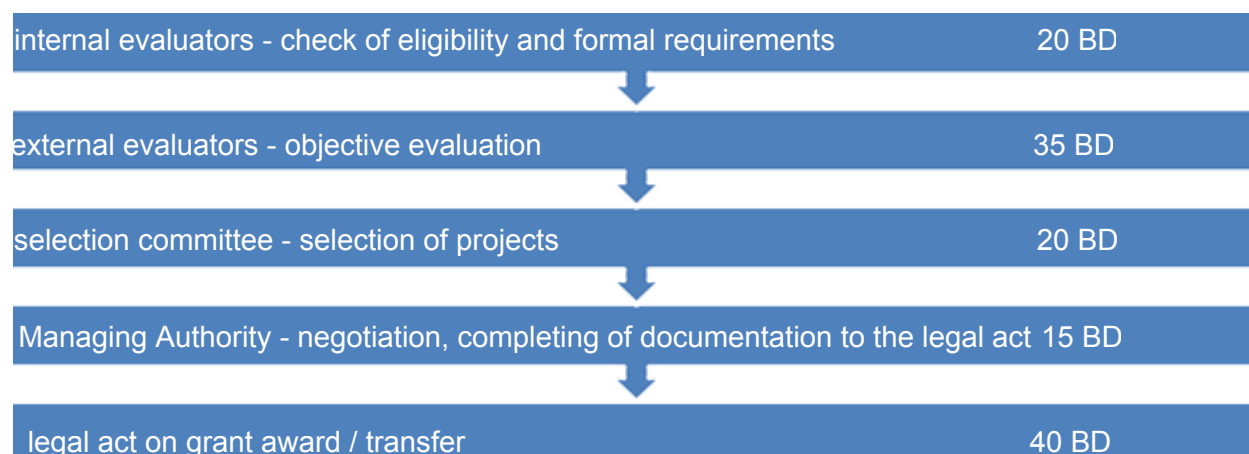 internal evaluators - check of eligibility and formal requirements 20 BD
external evaluators - objective evaluation 35 BD
selection committee - selection of projects 20 BD
Managing Authority - negotiation, completing of documentation to the legal act 15 BD
legal act on grant award / transfer 40 BD